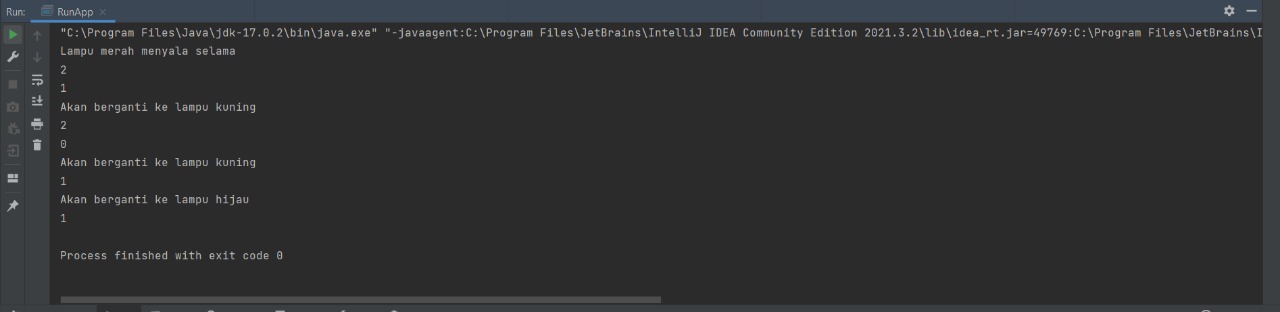 Run: RunApp
"C:\Program Files\Java\jdk-17.0.2\bin\java.exe" "-javaagent:C:\Program Files\JetBrains\IntelliJ IDEA Community Edition 2021.3.2\lib\idea_rt.jar=49769:C:\Program Files\JetBrains\I
Lampu merah menyala selama
2
1
Akan berganti ke lampu kuning
2
0
Akan berganti ke lampu kuning
1
Akan berganti ke lampu hijau
1
Process finished with exit code 0